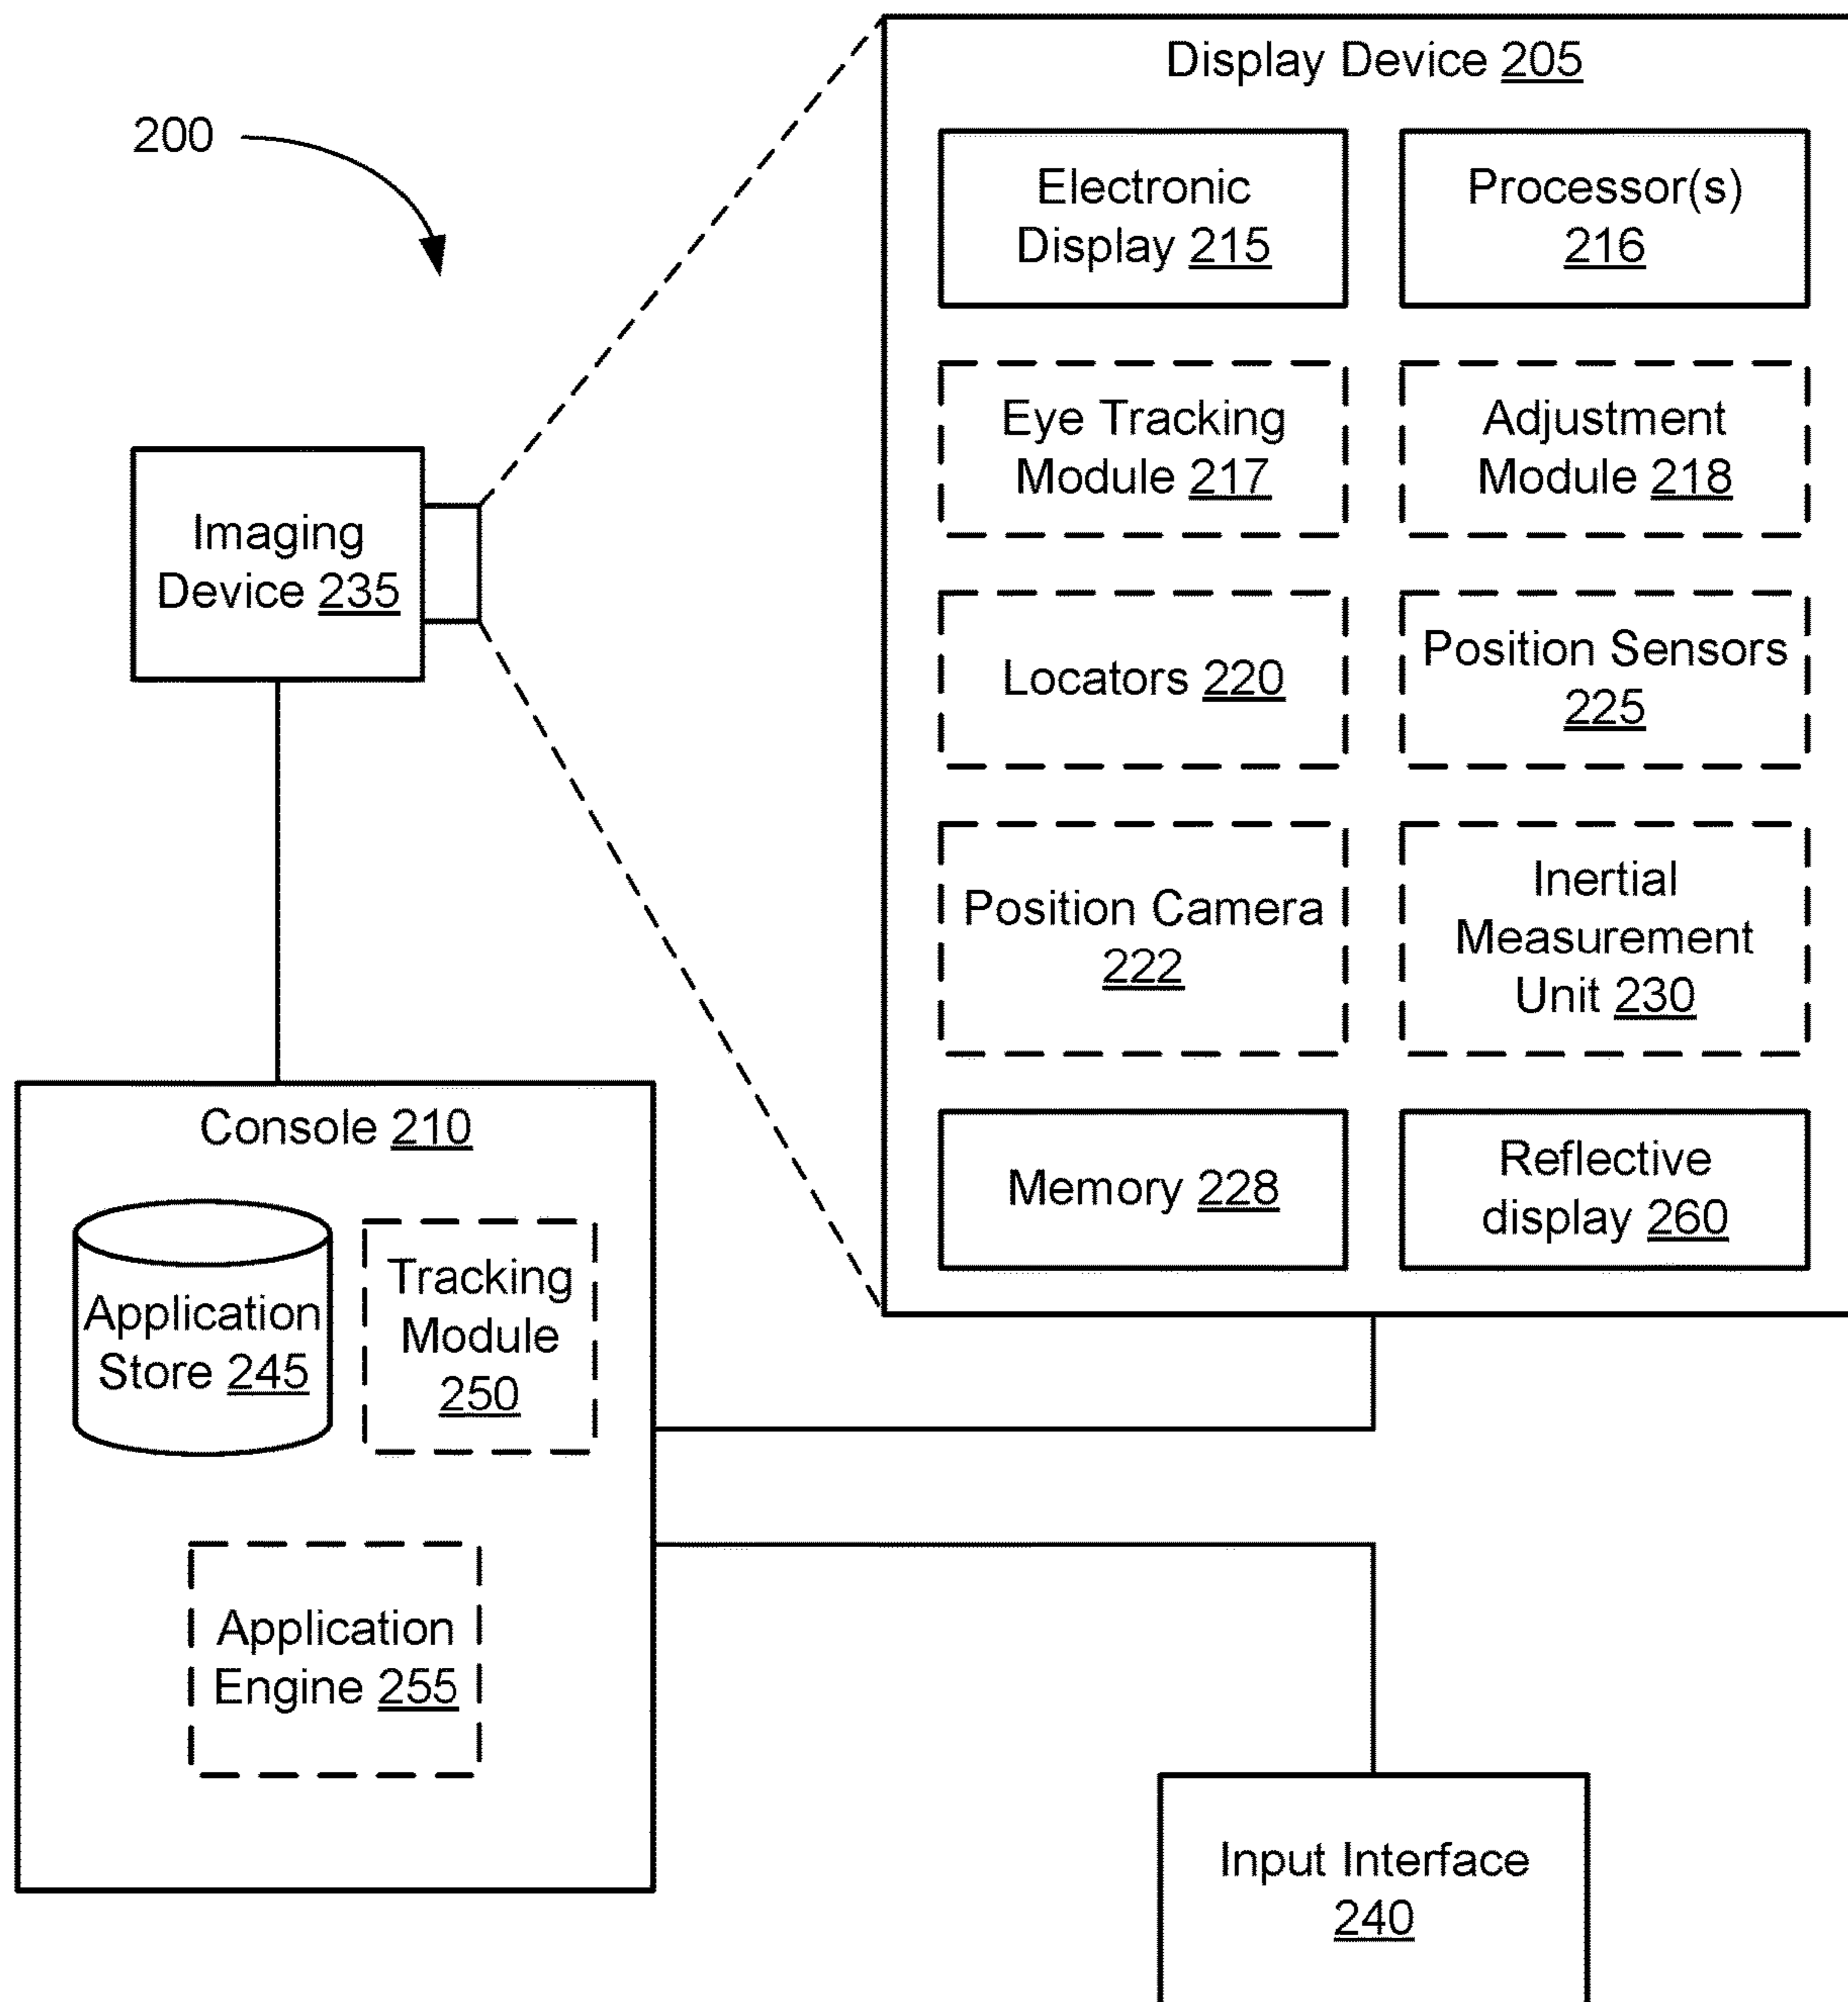 200
Display Device 205
Electronic
Display 215
Processor(s)
216
Eye Tracking
Module 217
Adjustment
Module 218
Imaging
Device 235
Locators 220
Position Sensors
225
Position Camera
222
Inertial
Measurement
Unit 230
Memory 228
Reflective
display 260
Console 210
Application
Store 245
Tracking
Module
250
Application
Engine 255
Input Interface
240